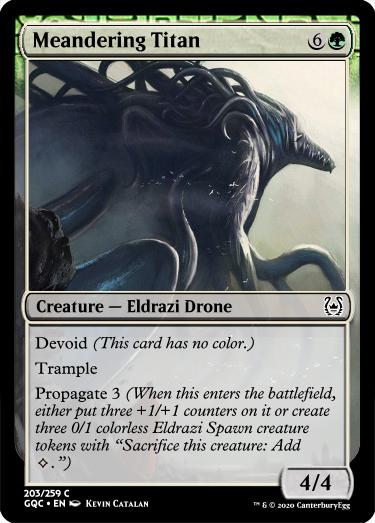 Meandering Titan 6
Creature — Eldrazi Drone
Devoid (This card has no color.)
Trample
Propagate 3 (When this enters the battlefield,
either put three +1/+1 counters on it or create
three 0/1 colorless Eldrazi Spawn creature
tokens with “Sacrifice this creature: Add
.”)
4/4
203/259 C
GQC • EN Kevin Catalan
™ & © 2020 CanterburyEgg